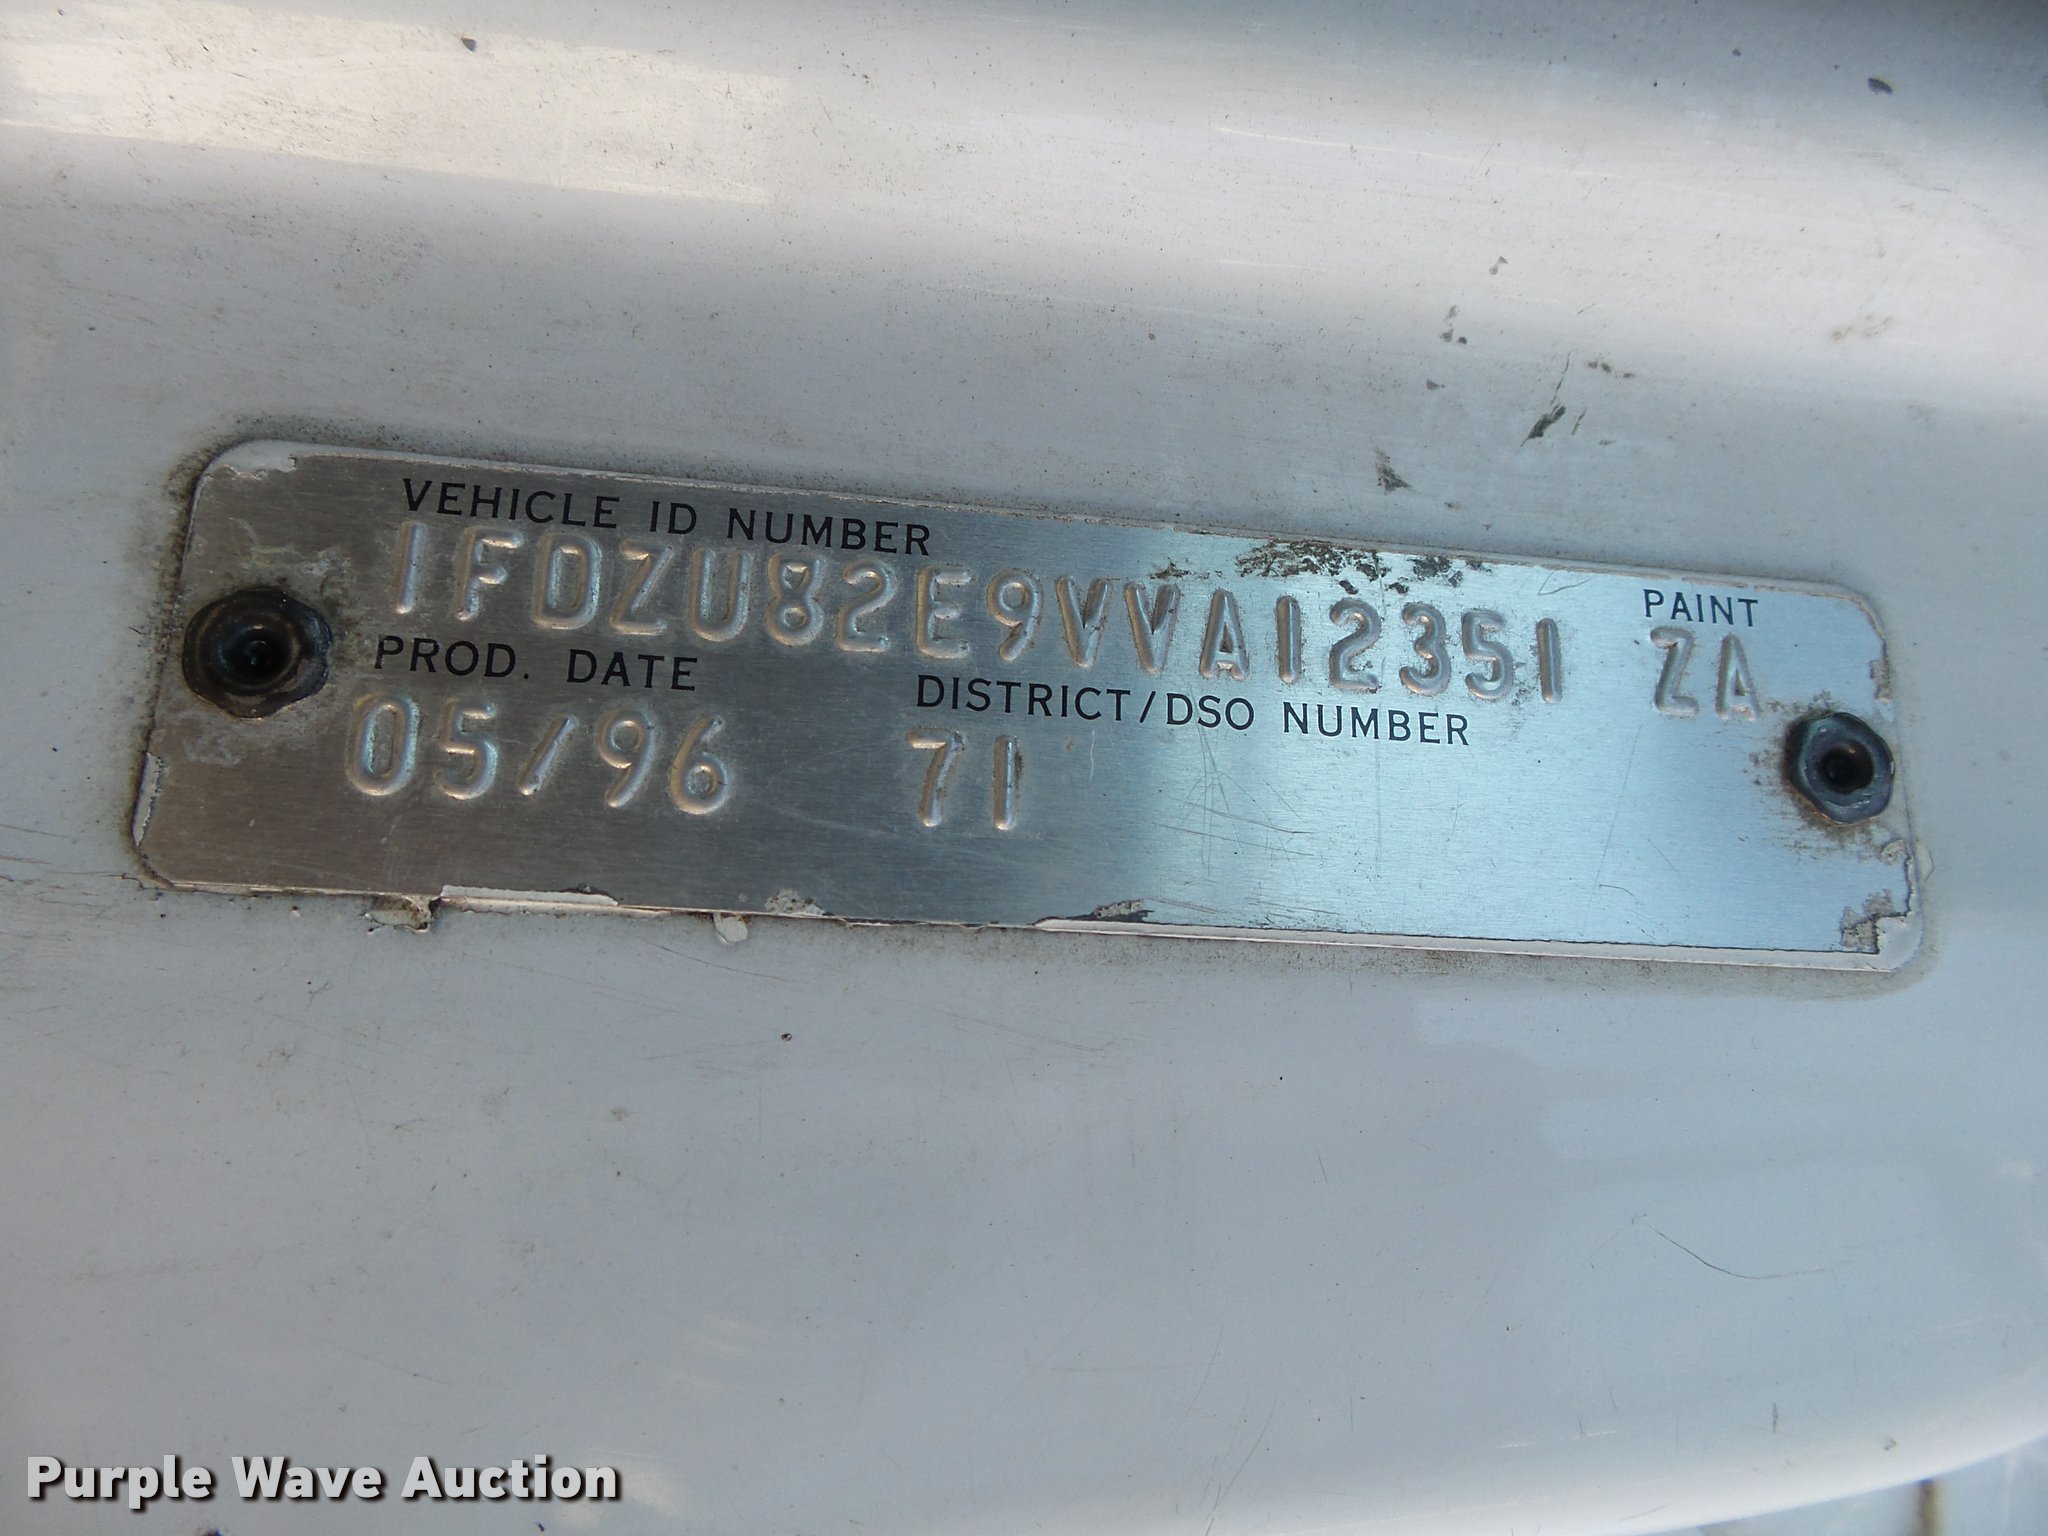 VEHICLE ID NUMBER
1FDZU82E9VVA12351
PAINT
ZA
PROD. DATE
05/96
DISTRICT/DSO NUMBER
71
Purple Wave Auction